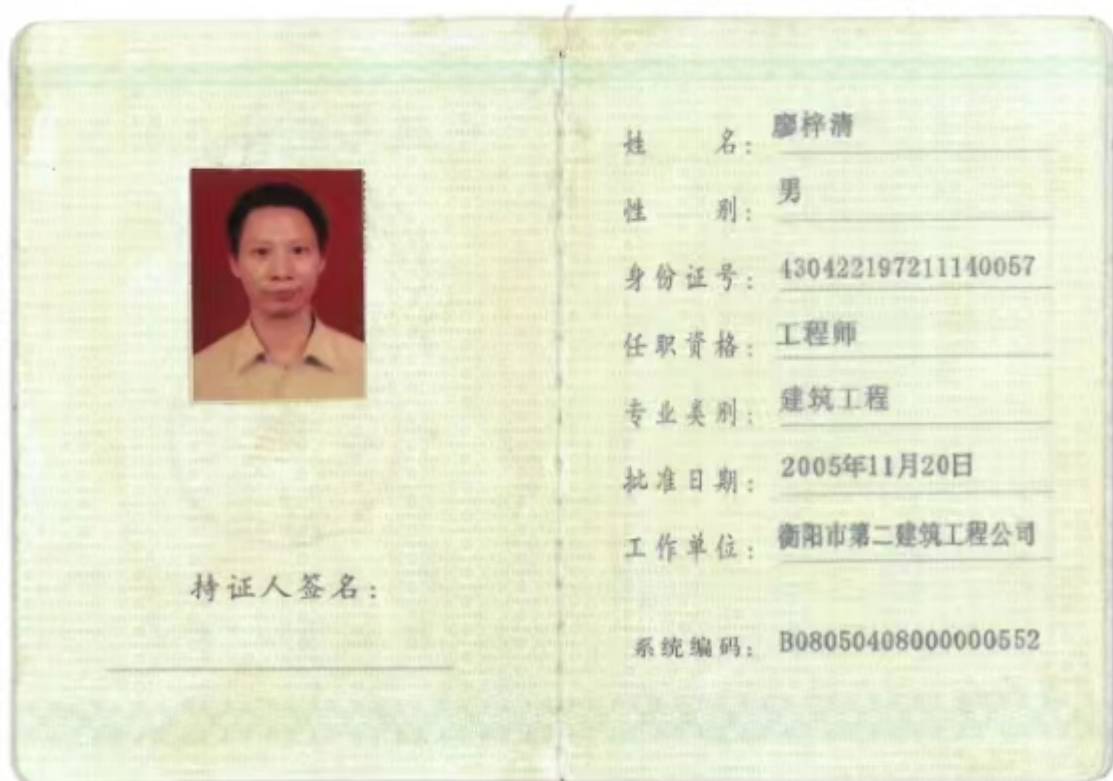 持证人签名：
姓名：廖梓清
性别：男
身份证号：430422197211140057
任职资格：工程师
专业类别：建筑工程
批准日期：2005年11月20日
工作单位：衡阳市第二建筑工程公司
系统编码：B08050408000000552